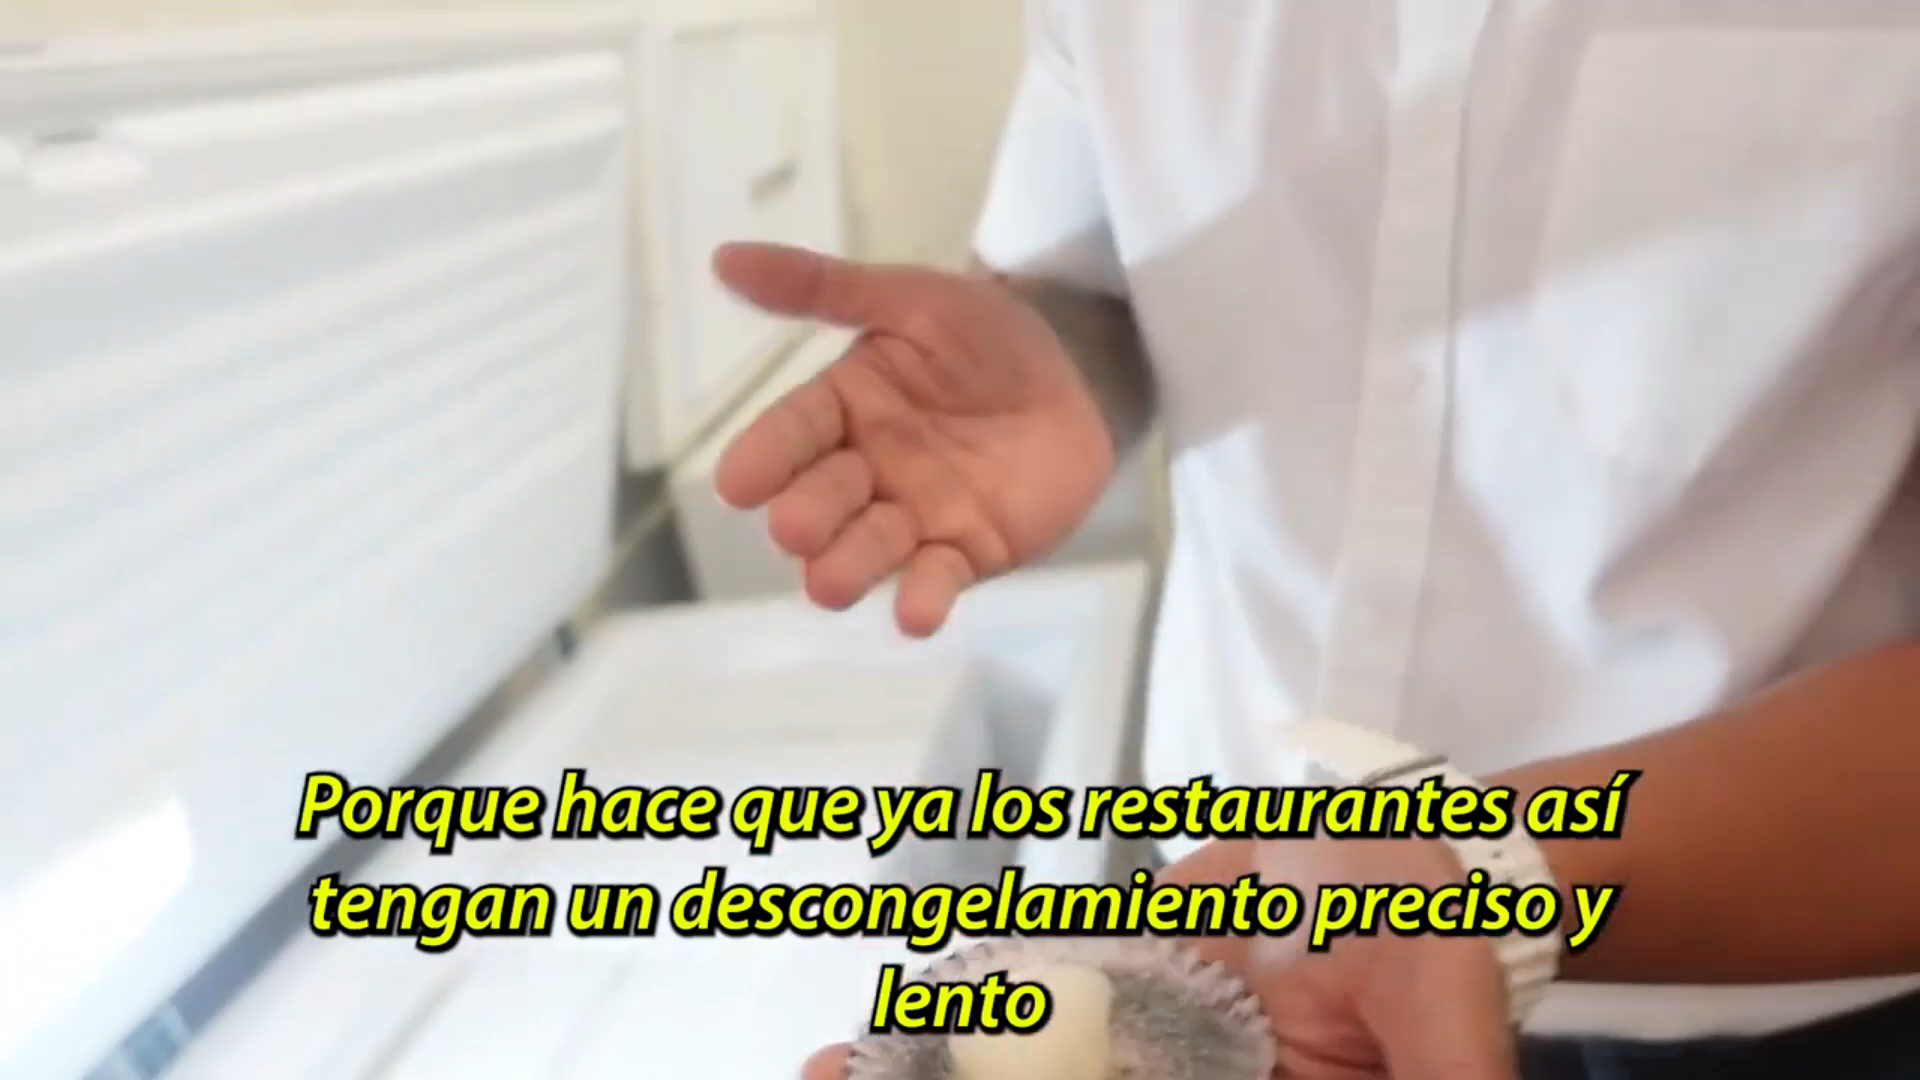 Porque hace que ya los restaurantes así
tengan un descongelamiento preciso y
lento